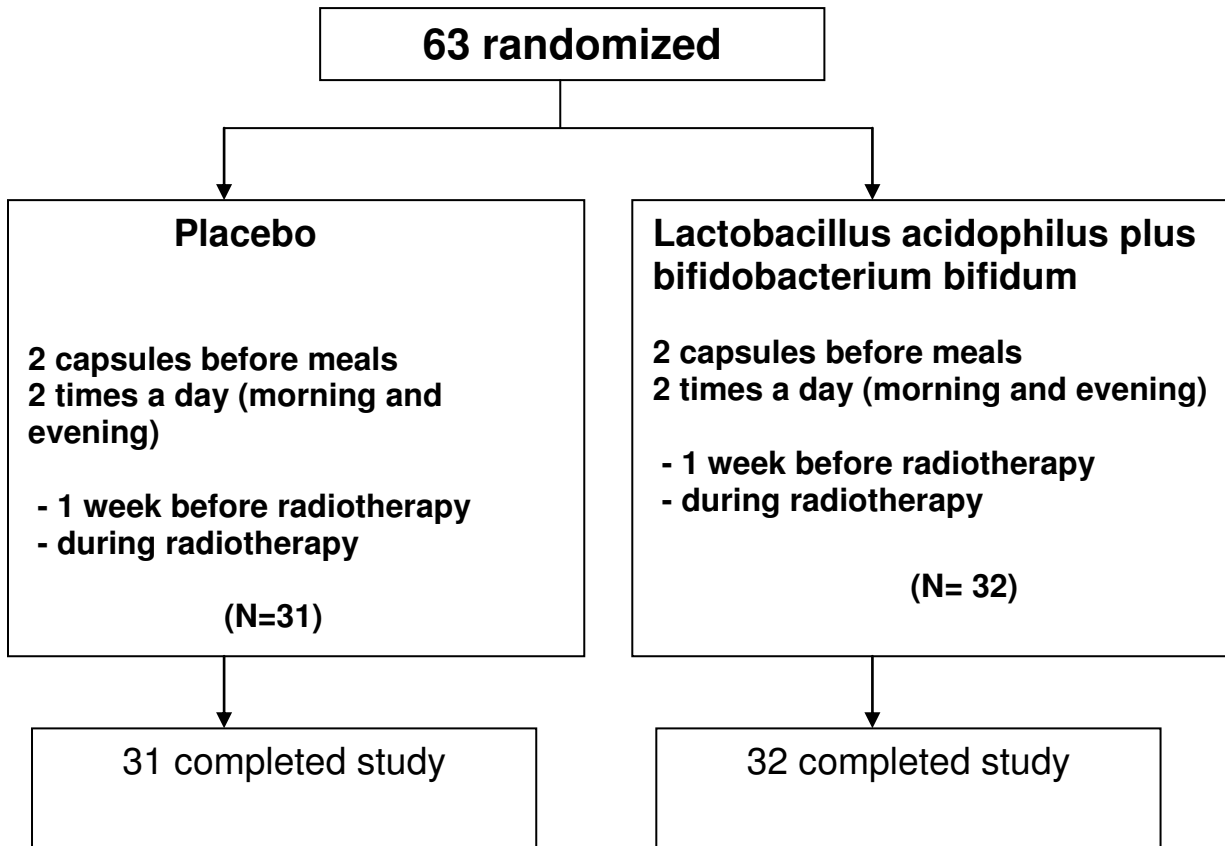 63 randomized
Placebo
2 capsules before meals
2 times a day (morning and
evening)
- 1 week before radiotherapy
- during radiotherapy
(N=31)
Lactobacillus acidophilus plus
bifidobacterium bifidum
2 capsules before meals
2 times a day (morning and evening)
- 1 week before radiotherapy
- during radiotherapy
(N= 32)
31 completed study
32 completed study